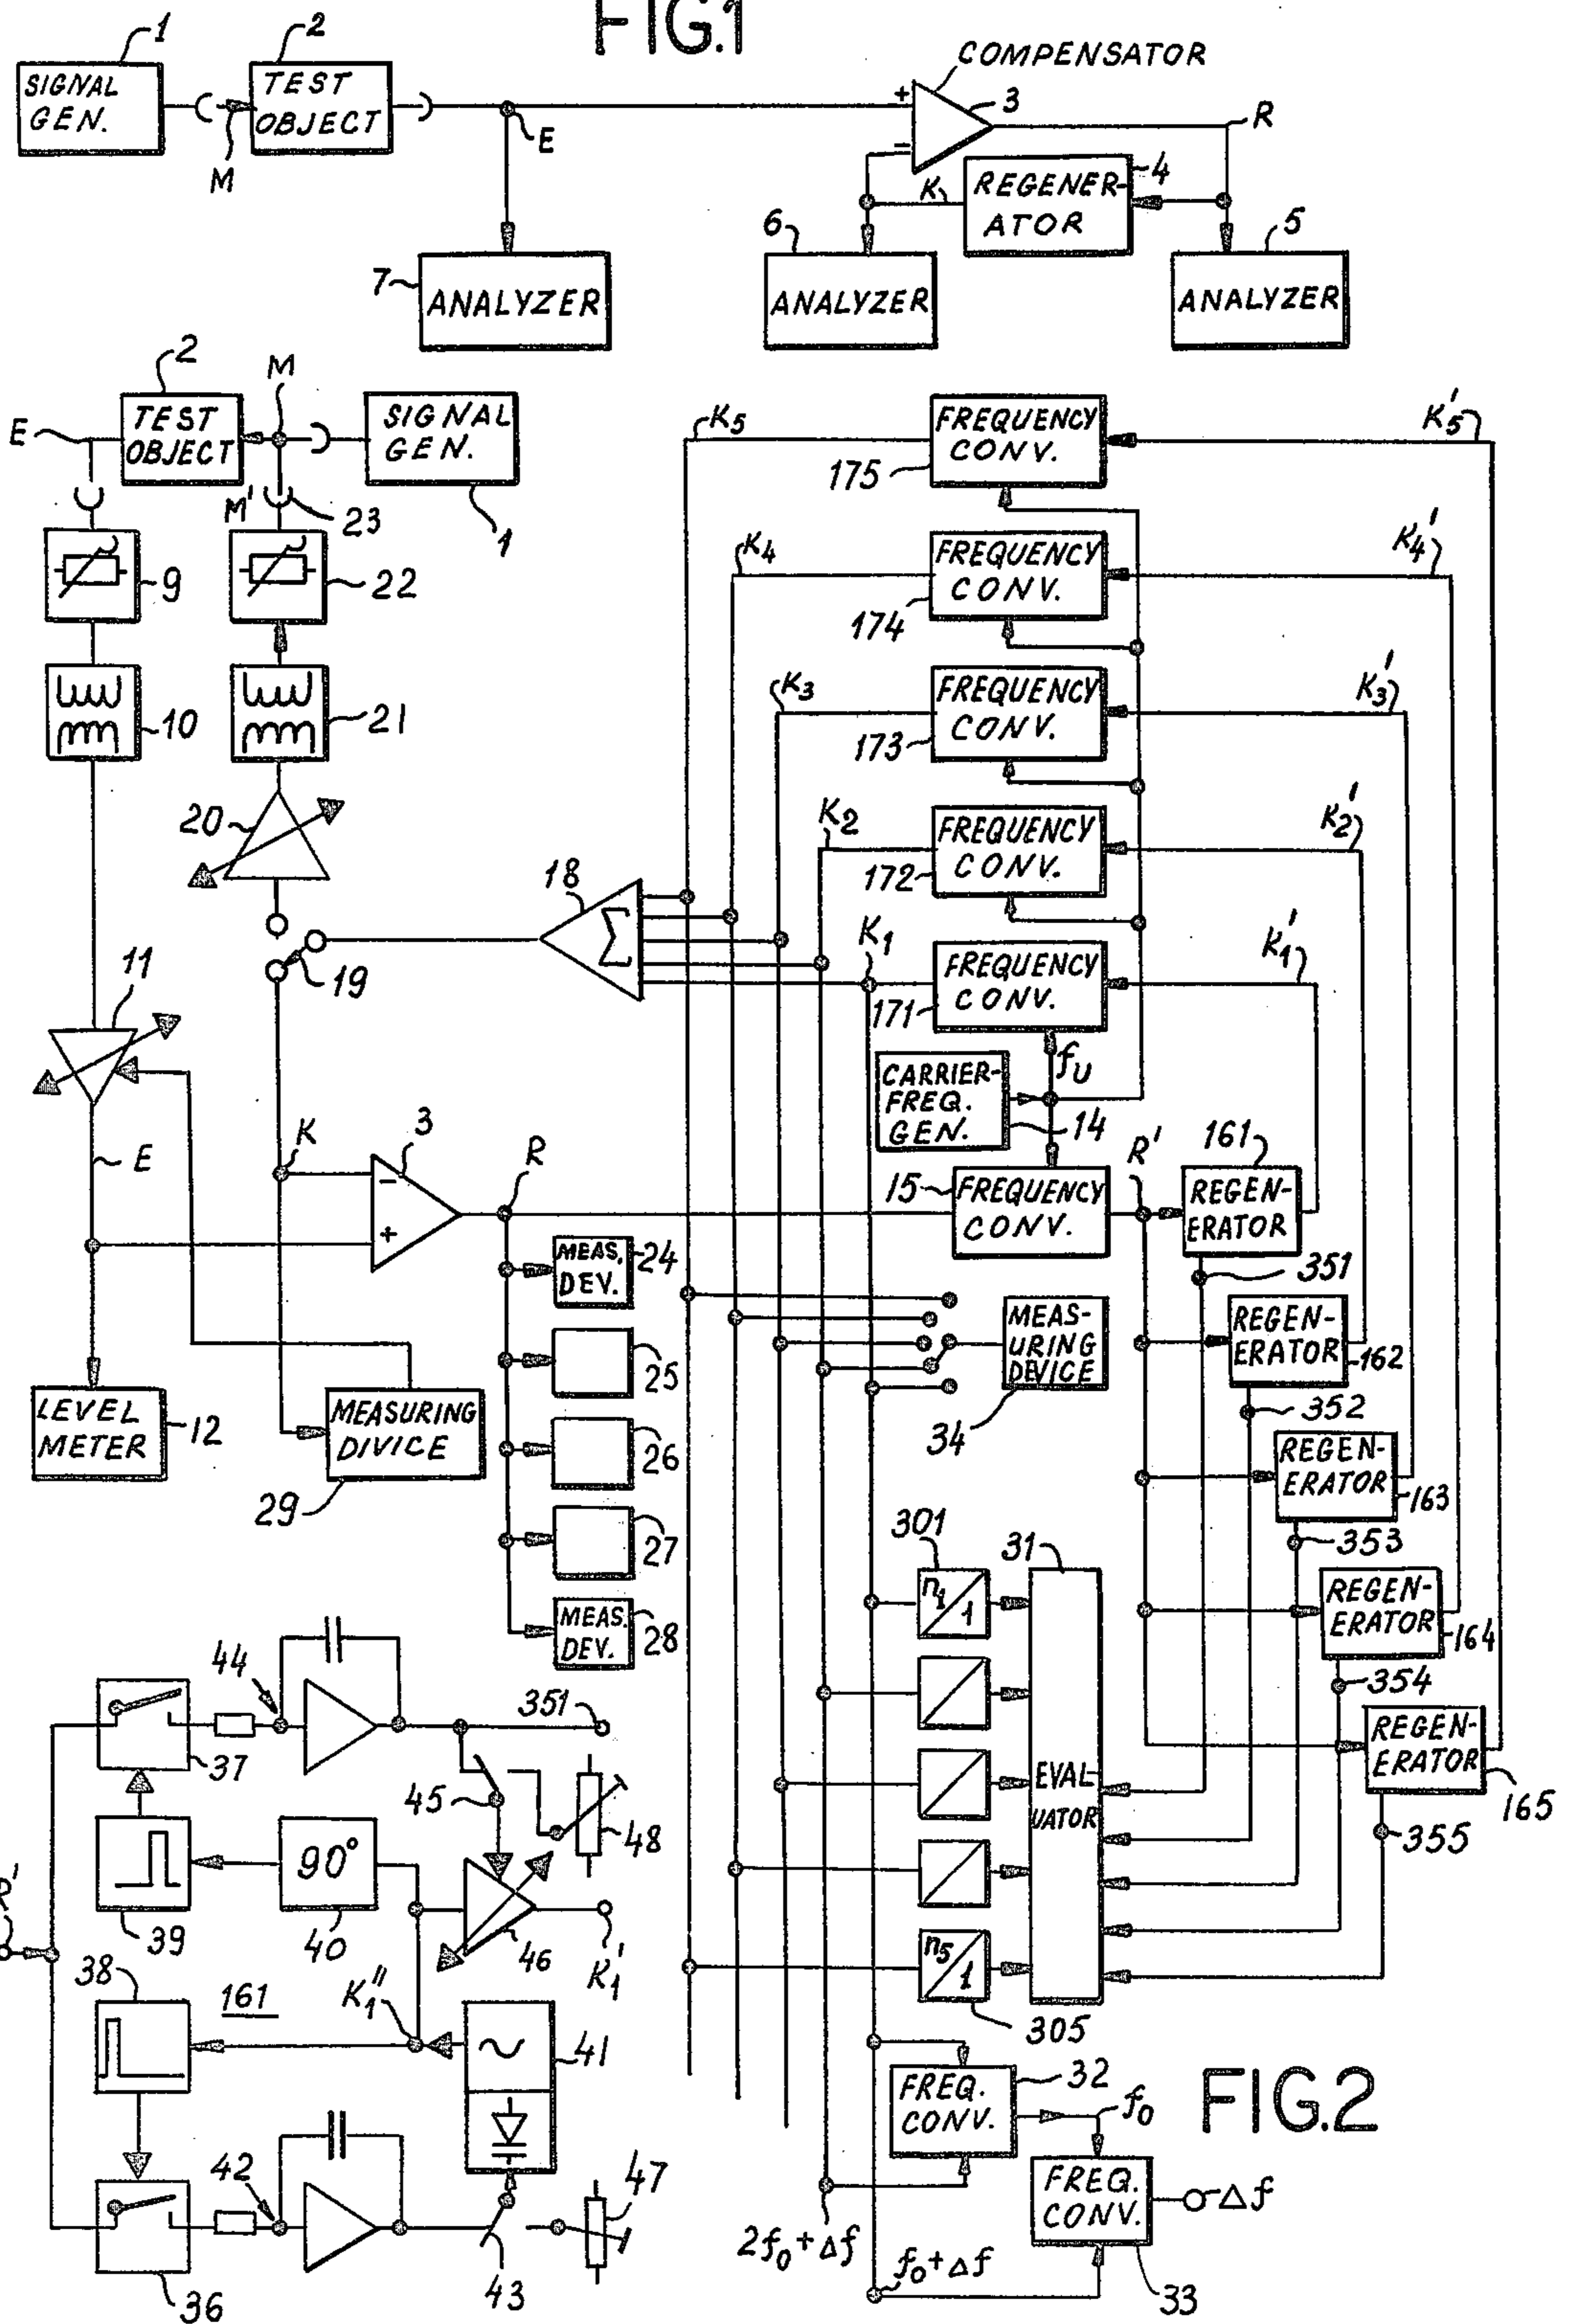 FIG.1
1
2
SIGNAL
GEN.
TEST
OBJECT
M
E
COMPENSATOR
+
3
R
−
K
REGENER-
ATOR
4
7
ANALYZER
6
ANALYZER
5
ANALYZER
2
M
E
TEST
OBJECT
SIGNAL
GEN.
M'
23
1
9
22
10
21
20
11
19
18
Σ
K5
FREQUENCY
CONV.
175
K'5
K4
FREQUENCY
CONV.
174
K4'
K3
FREQUENCY
CONV.
173
K3'
K2
FREQUENCY
CONV.
172
K2'
K1
FREQUENCY
CONV.
171
K1'
fU
CARRIER-
FREQ.
GEN.
14
E
K
3
−
+
R
15
FREQUENCY
CONV.
R'
161
REGEN-
ERATOR
351
MEAS.
DEV.
24
25
26
27
MEAS.
DEV.
28
LEVEL
METER
12
MEASURING
DIVICE
29
MEAS-
URING
DEVICE
34
REGEN-
ERATOR
162
352
REGEN-
ERATOR
163
353
REGEN-
ERATOR
164
354
REGEN-
ERATOR
165
355
301
n1/1
31
EVAL-
UATOR
n5/1
305
44
37
351
45
48
R'
39
90°
40
46
K1'
38
161
K1"
41
42
36
43
47
FREQ.
CONV.
32
f0
FREQ.
CONV.
33
Δf
2f0+Δf
f0+Δf
FIG.2